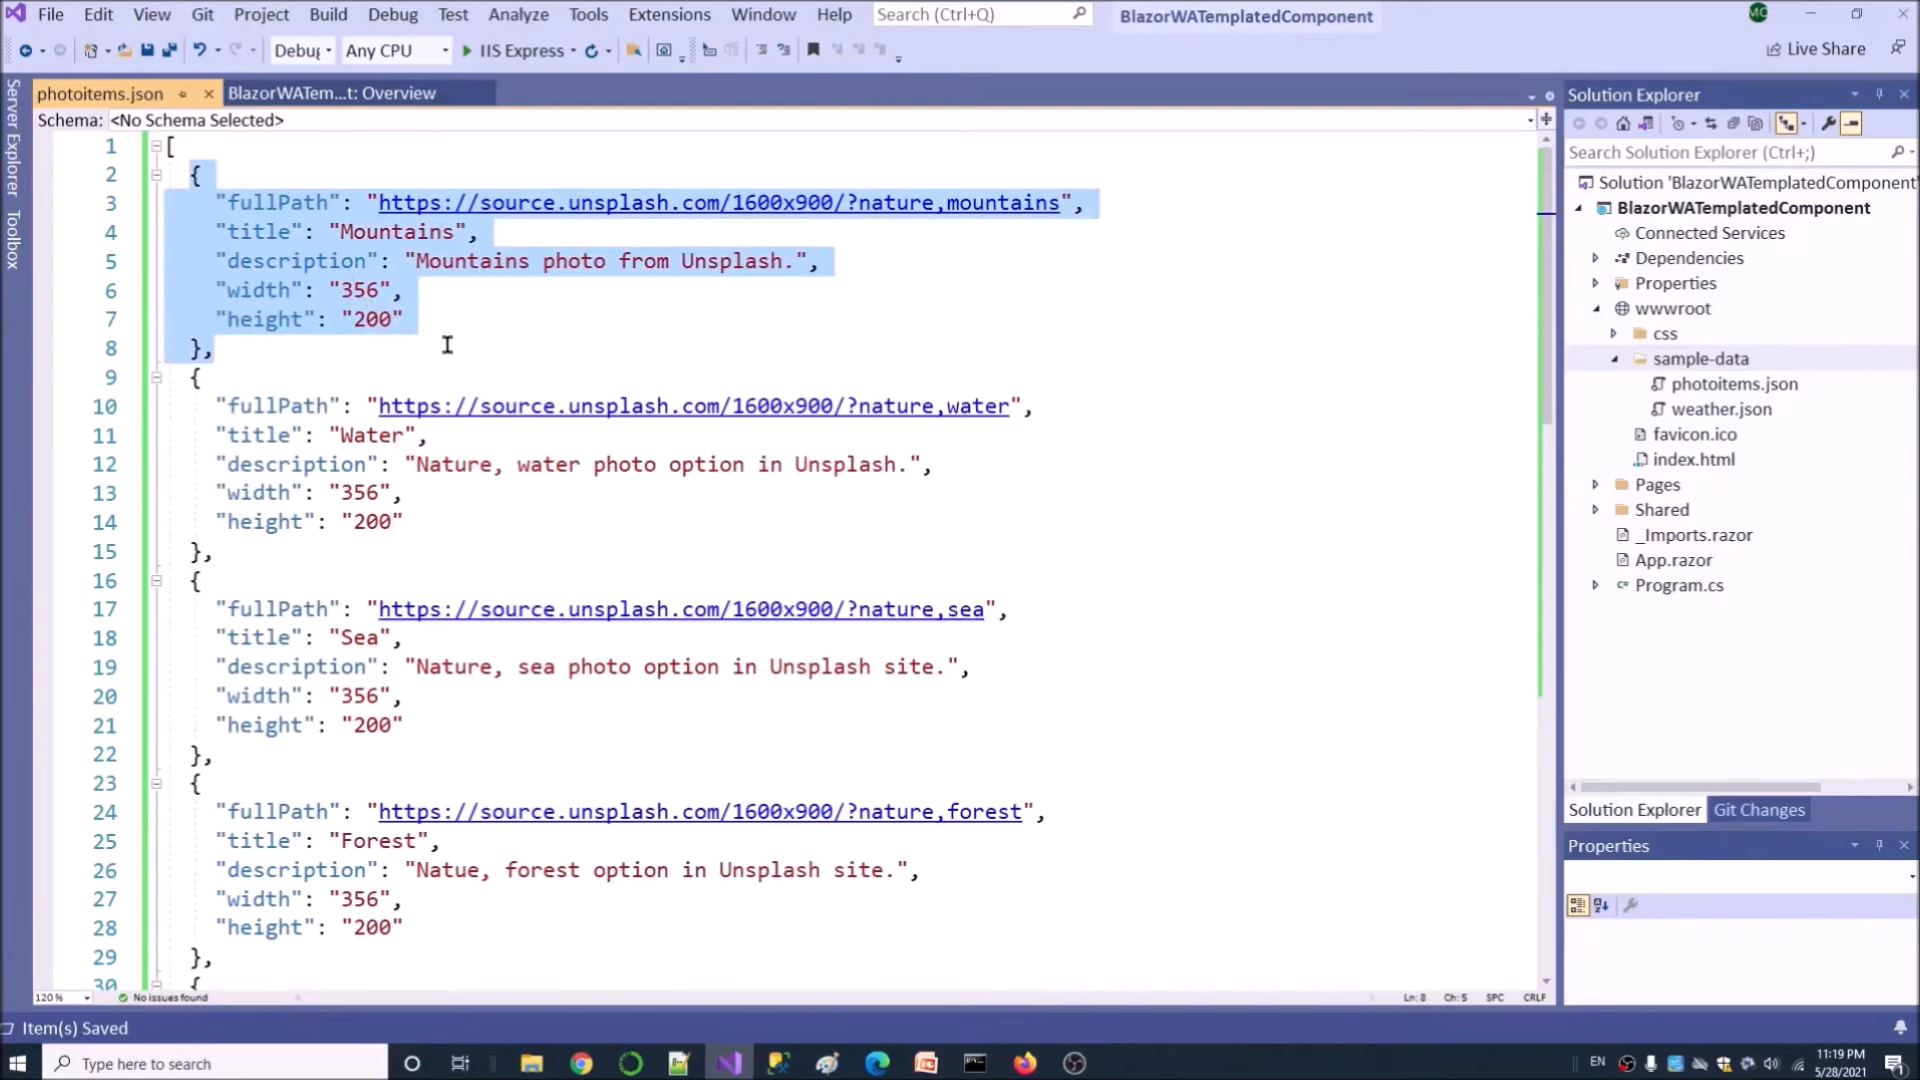 File Edit View Git Project Build Debug Test Analyze Tools Extensions Window Help Search (Ctrl+Q) BlazorWATemplatedComponent MC
Debug Any CPU IIS Express Live Share
photoitems.json BlazorWATem...t: Overview
Schema: <No Schema Selected>
Server Explorer
Toolbox
1 [
2 {
3 "fullPath": "https://source.unsplash.com/1600x900/?nature,mountains",
4 "title": "Mountains",
5 "description": "Mountains photo from Unsplash.",
6 "width": "356",
7 "height": "200"
8 },
9 {
10 "fullPath": "https://source.unsplash.com/1600x900/?nature,water",
11 "title": "Water",
12 "description": "Nature, water photo option in Unsplash.",
13 "width": "356",
14 "height": "200"
15 },
16 {
17 "fullPath": "https://source.unsplash.com/1600x900/?nature,sea",
18 "title": "Sea",
19 "description": "Nature, sea photo option in Unsplash site.",
20 "width": "356",
21 "height": "200"
22 },
23 {
24 "fullPath": "https://source.unsplash.com/1600x900/?nature,forest",
25 "title": "Forest",
26 "description": "Natue, forest option in Unsplash site.",
27 "width": "356",
28 "height": "200"
29 },
30 {
120 % No issues found Ln: 8 Ch: 5 SPC CRLF
Solution Explorer
Search Solution Explorer (Ctrl+;)
Solution 'BlazorWATemplatedComponent'
BlazorWATemplatedComponent
Connected Services
Dependencies
Properties
wwwroot
css
sample-data
photoitems.json
weather.json
favicon.ico
index.html
Pages
Shared
_Imports.razor
App.razor
Program.cs
Solution Explorer Git Changes
Properties
Item(s) Saved
Type here to search
EN 11:19 PM
5/28/2021